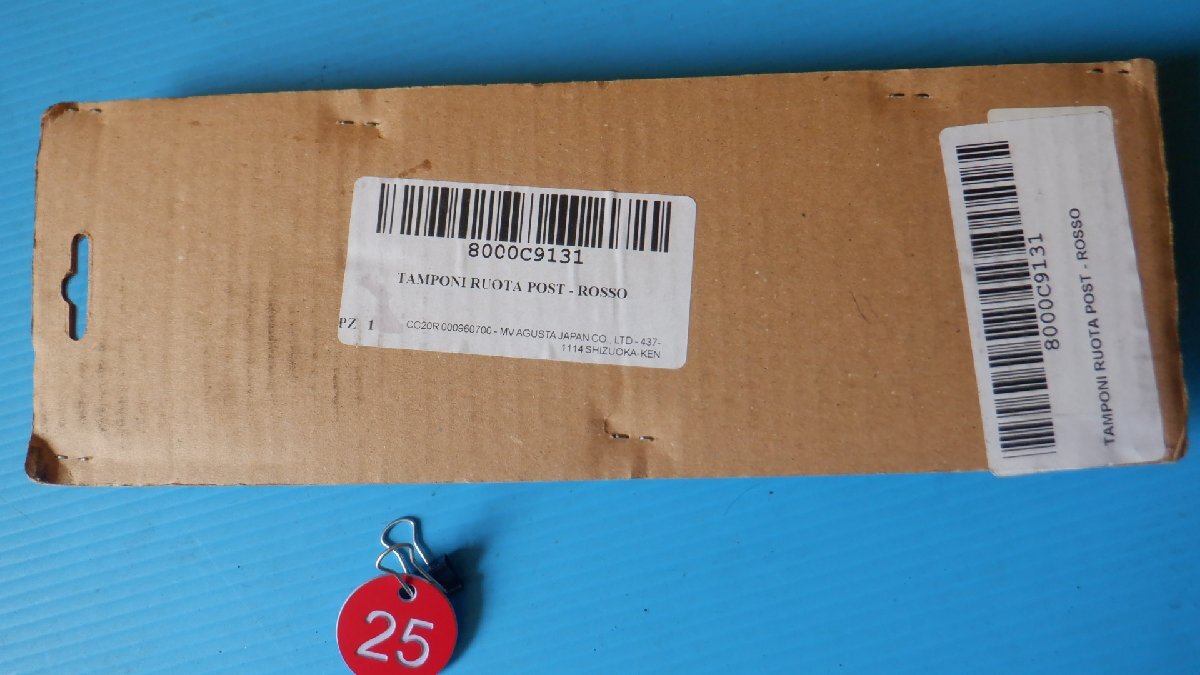 8000C9131
TAMPONI RUOTA POST - ROSSO
PZ 1
CC20R 000960700 - MV AGUSTA JAPAN CO., LTD - 437-
1114 SHIZUOKA-KEN
8000C9131
TAMPONI RUOTA POST - ROSSO
25